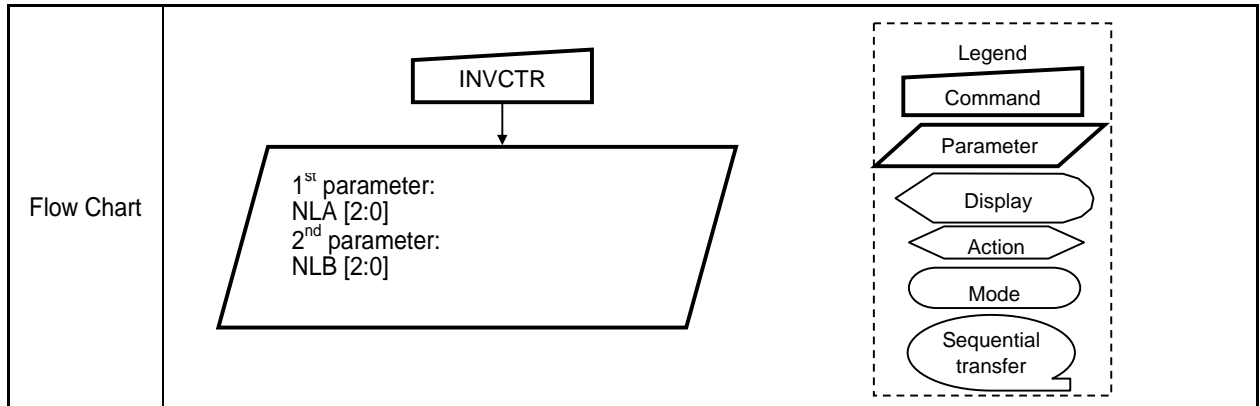 Flow Chart
INVCTR
1st parameter:
NLA [2:0]
2nd parameter:
NLB [2:0]
Legend
Command
Parameter
Display
Action
Mode
Sequential
transfer